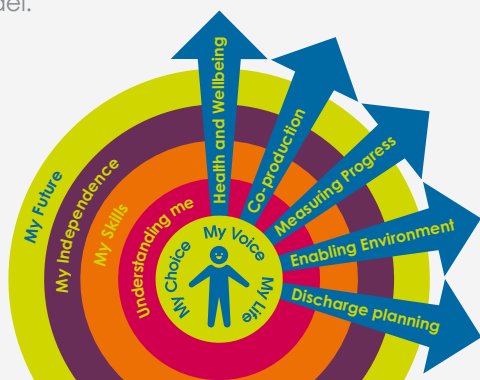 del.
Health and Wellbeing
Co-production
Measuring Progress
Enabling Environment
Discharge planning
My Future
My Independence
My Skills
Understanding me
My Choice
My Voice
My Life